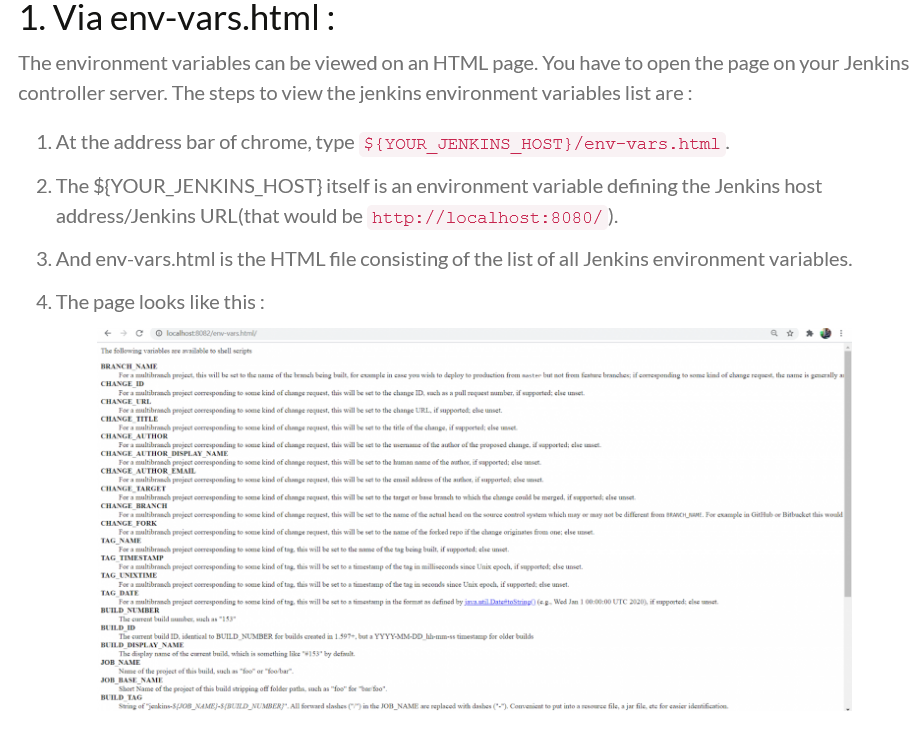 1. Via env-vars.html :
The environment variables can be viewed on an HTML page. You have to open the page on your Jenkins
controller server. The steps to view the jenkins environment variables list are :
1. At the address bar of chrome, type ${YOUR_JENKINS_HOST}/env-vars.html .
2. The ${YOUR_JENKINS_HOST} itself is an environment variable defining the Jenkins host
address/Jenkins URL(that would be http://localhost:8080/ ).
3. And env-vars.html is the HTML file consisting of the list of all Jenkins environment variables.
4. The page looks like this :
localhost:8082/env-vars.html/
The following variables are available to shell scripts
BRANCH_NAME
For a multibranch project, this will be set to the name of the branch being built, for example in case you wish to deploy to production from master but not from feature branches; if corresponding to some kind of change request, the name is generally a
CHANGE_ID
For a multibranch project corresponding to some kind of change request, this will be set to the change ID, such as a pull request number, if supported; else unset.
CHANGE_URL
For a multibranch project corresponding to some kind of change request, this will be set to the change URL, if supported; else unset.
CHANGE_TITLE
For a multibranch project corresponding to some kind of change request, this will be set to the title of the change, if supported; else unset.
CHANGE_AUTHOR
For a multibranch project corresponding to some kind of change request, this will be set to the username of the author of the proposed change, if supported; else unset.
CHANGE_AUTHOR_DISPLAY_NAME
For a multibranch project corresponding to some kind of change request, this will be set to the human name of the author, if supported; else unset.
CHANGE_AUTHOR_EMAIL
For a multibranch project corresponding to some kind of change request, this will be set to the email address of the author, if supported; else unset.
CHANGE_TARGET
For a multibranch project corresponding to some kind of change request, this will be set to the target or base branch to which the change could be merged, if supported; else unset.
CHANGE_BRANCH
For a multibranch project corresponding to some kind of change request, this will be set to the name of the actual head on the source control system which may or may not be different from BRANCH_NAME. For example in GitHub or Bitbucket this would
CHANGE_FORK
For a multibranch project corresponding to some kind of change request, this will be set to the name of the forked repo if the change originates from one; else unset.
TAG_NAME
For a multibranch project corresponding to some kind of tag, this will be set to the name of the tag being built, if supported; else unset.
TAG_TIMESTAMP
For a multibranch project corresponding to some kind of tag, this will be set to a timestamp of the tag in milliseconds since Unix epoch, if supported; else unset.
TAG_UNIXTIME
For a multibranch project corresponding to some kind of tag, this will be set to a timestamp of the tag in seconds since Unix epoch, if supported; else unset.
TAG_DATE
For a multibranch project corresponding to some kind of tag, this will be set to a timestamp in the format as defined by java.util.Date#toString() (e.g., Wed Jan 1 00:00:00 UTC 2020), if supported; else unset.
BUILD_NUMBER
The current build number, such as "153"
BUILD_ID
The current build ID, identical to BUILD_NUMBER for builds created in 1.597+, but a YYYY-MM-DD_hh-mm-ss timestamp for older builds
BUILD_DISPLAY_NAME
The display name of the current build, which is something like "#153" by default.
JOB_NAME
Name of the project of this build, such as "foo" or "foo/bar".
JOB_BASE_NAME
Short Name of the project of this build stripping off folder paths, such as "foo" for "bar/foo".
BUILD_TAG
String of "jenkins-${JOB_NAME}-${BUILD_NUMBER}". All forward slashes ("/") in the JOB_NAME are replaced with dashes ("-"). Convenient to put into a resource file, a jar file, etc for easier identification.